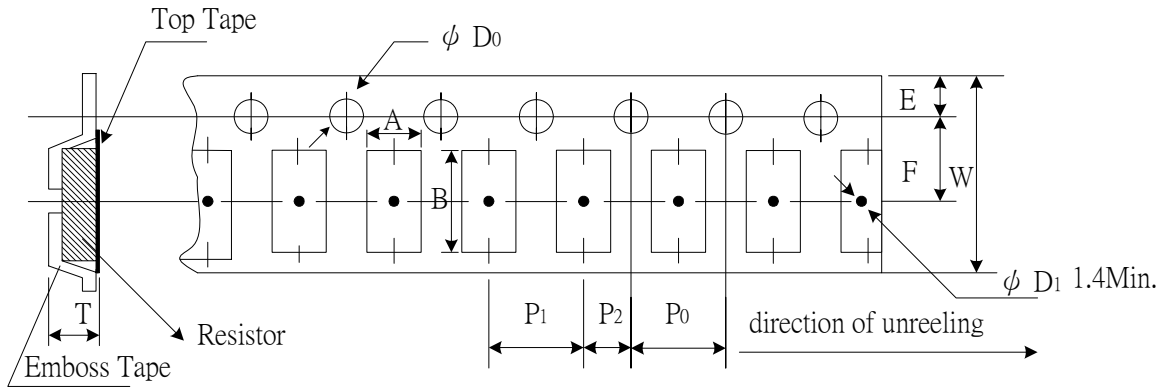 Top Tape
ψ D0
E
A
F
W
B
ψ D1 1.4Min.
T
P1
P2
P0
Resistor
direction of unreeling
Emboss Tape